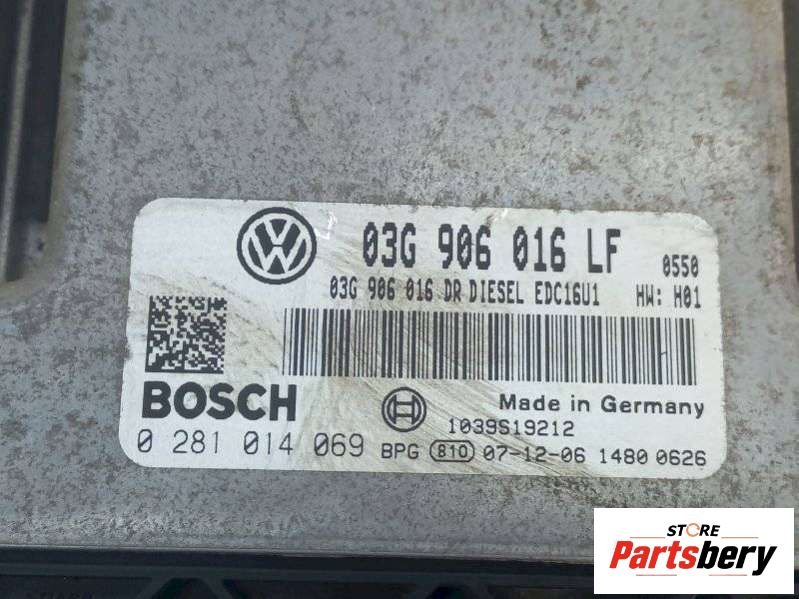 03G 906 016 LF 0550
03G 906 016 DR DIESEL EDC16U1 HW: H01
BOSCH
Made in Germany
1039S19212
0 281 014 069 BPG 810 07-12-06 1480 0626
STORE
Partsbery